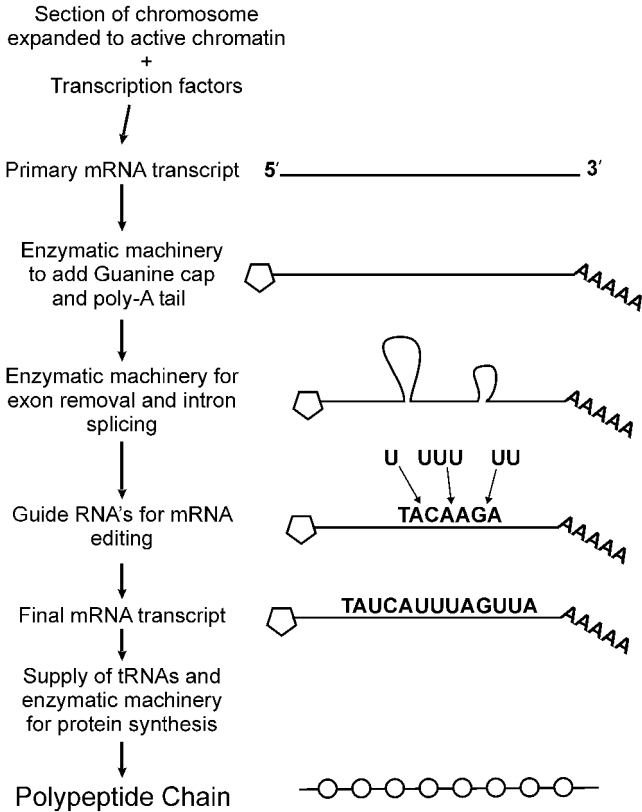 Section of chromosome
expanded to active chromatin
+
Transcription factors
Primary mRNA transcript
5′
3′
Enzymatic machinery
to add Guanine cap
and poly-A tail
AAAAA
Enzymatic machinery for
exon removal and intron
splicing
AAAAA
U UUU UU
Guide RNA's for mRNA
editing
TACAAGA
AAAAA
Final mRNA transcript
TAUCAUUUAGUUA
AAAAA
Supply of tRNAs and
enzymatic machinery
for protein synthesis
Polypeptide Chain